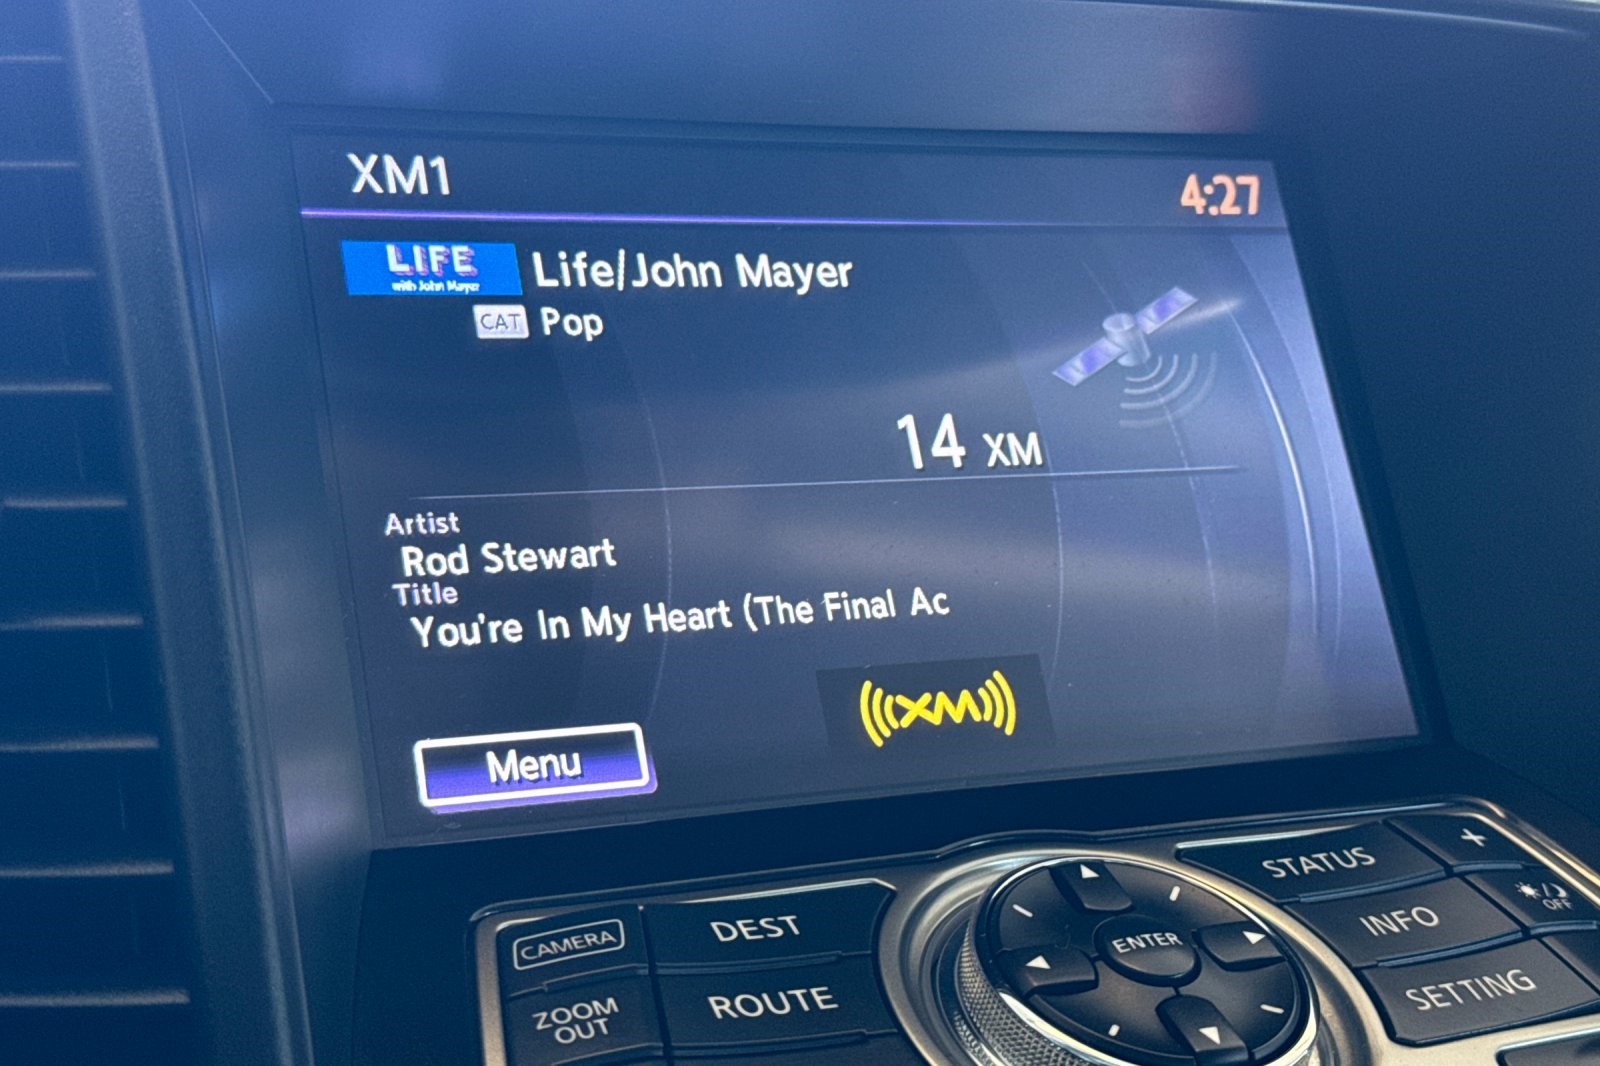 XM1
4:27
LIFE
with John Mayer
Life/John Mayer
CAT Pop
14 XM
Artist
Rod Stewart
Title
You're In My Heart (The Final Ac
XM
Menu
CAMERA
DEST
ZOOM
OUT
ROUTE
ENTER
STATUS
+
INFO
OFF
SETTING